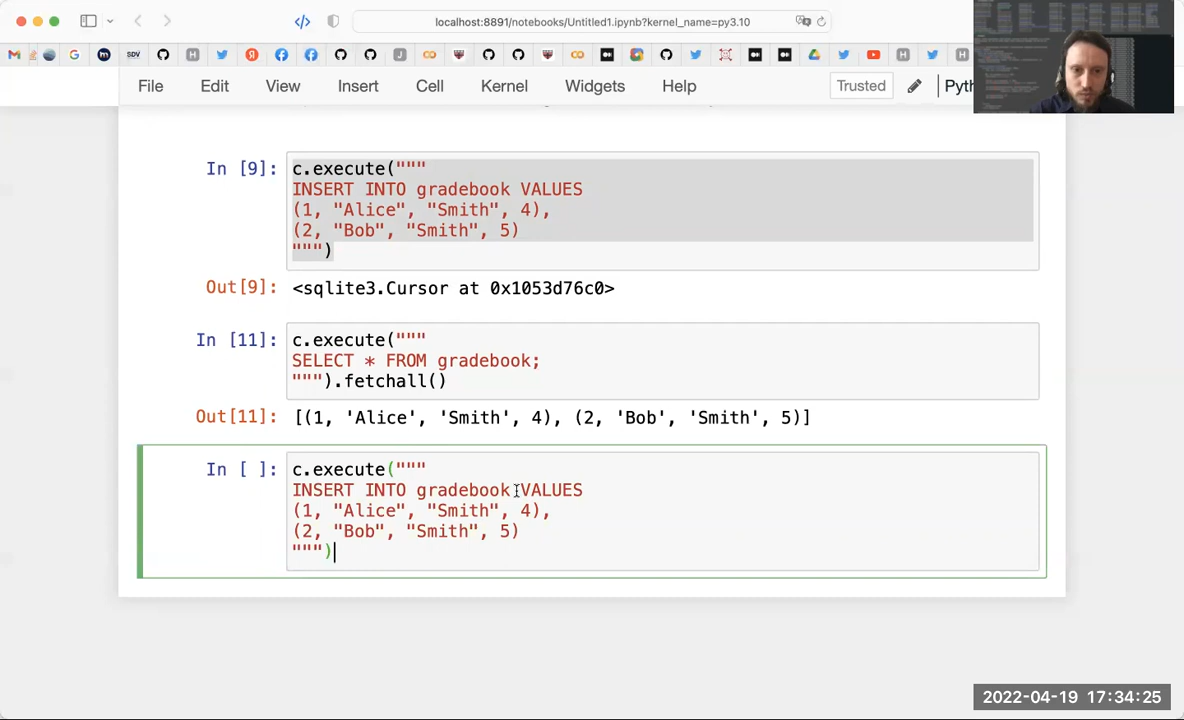 localhost:8891/notebooks/Untitled1.ipynb?kernel_name=py3.10
SDV
File Edit View Insert Cell Kernel Widgets Help Trusted Pyth
In [9]: c.execute("""
INSERT INTO gradebook VALUES
(1, "Alice", "Smith", 4),
(2, "Bob", "Smith", 5)
""")
Out[9]: <sqlite3.Cursor at 0x1053d76c0>
In [11]: c.execute("""
SELECT * FROM gradebook;
""").fetchall()
Out[11]: [(1, 'Alice', 'Smith', 4), (2, 'Bob', 'Smith', 5)]
In [ ]: c.execute("""
INSERT INTO gradebook VALUES
(1, "Alice", "Smith", 4),
(2, "Bob", "Smith", 5)
""")
2022-04-19 17:34:25